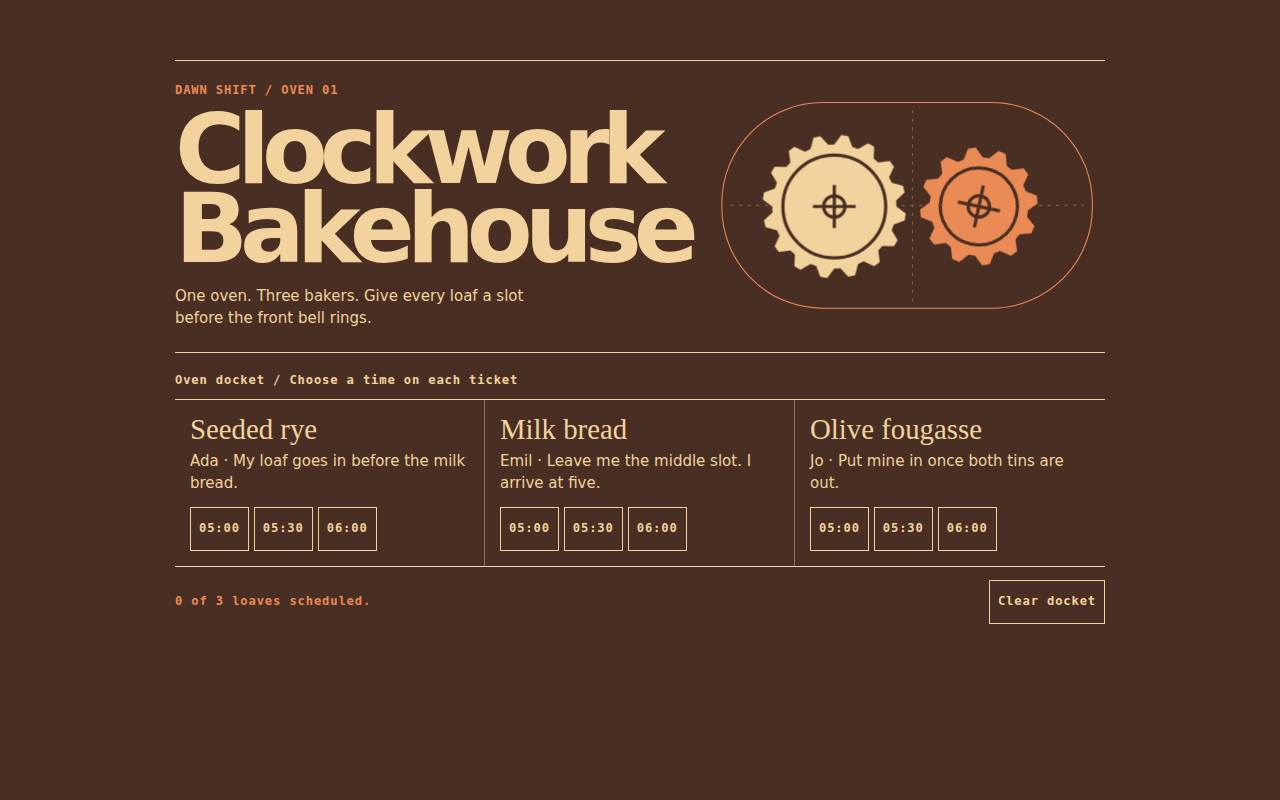 DAWN SHIFT / OVEN 01
Clockwork
Bakehouse
One oven. Three bakers. Give every loaf a slot
before the front bell rings.
Oven docket / Choose a time on each ticket
Seeded rye
Ada · My loaf goes in before the milk
bread.
05:00 05:30 06:00
Milk bread
Emil · Leave me the middle slot. I
arrive at five.
05:00 05:30 06:00
Olive fougasse
Jo · Put mine in once both tins are
out.
05:00 05:30 06:00
0 of 3 loaves scheduled.
Clear docket